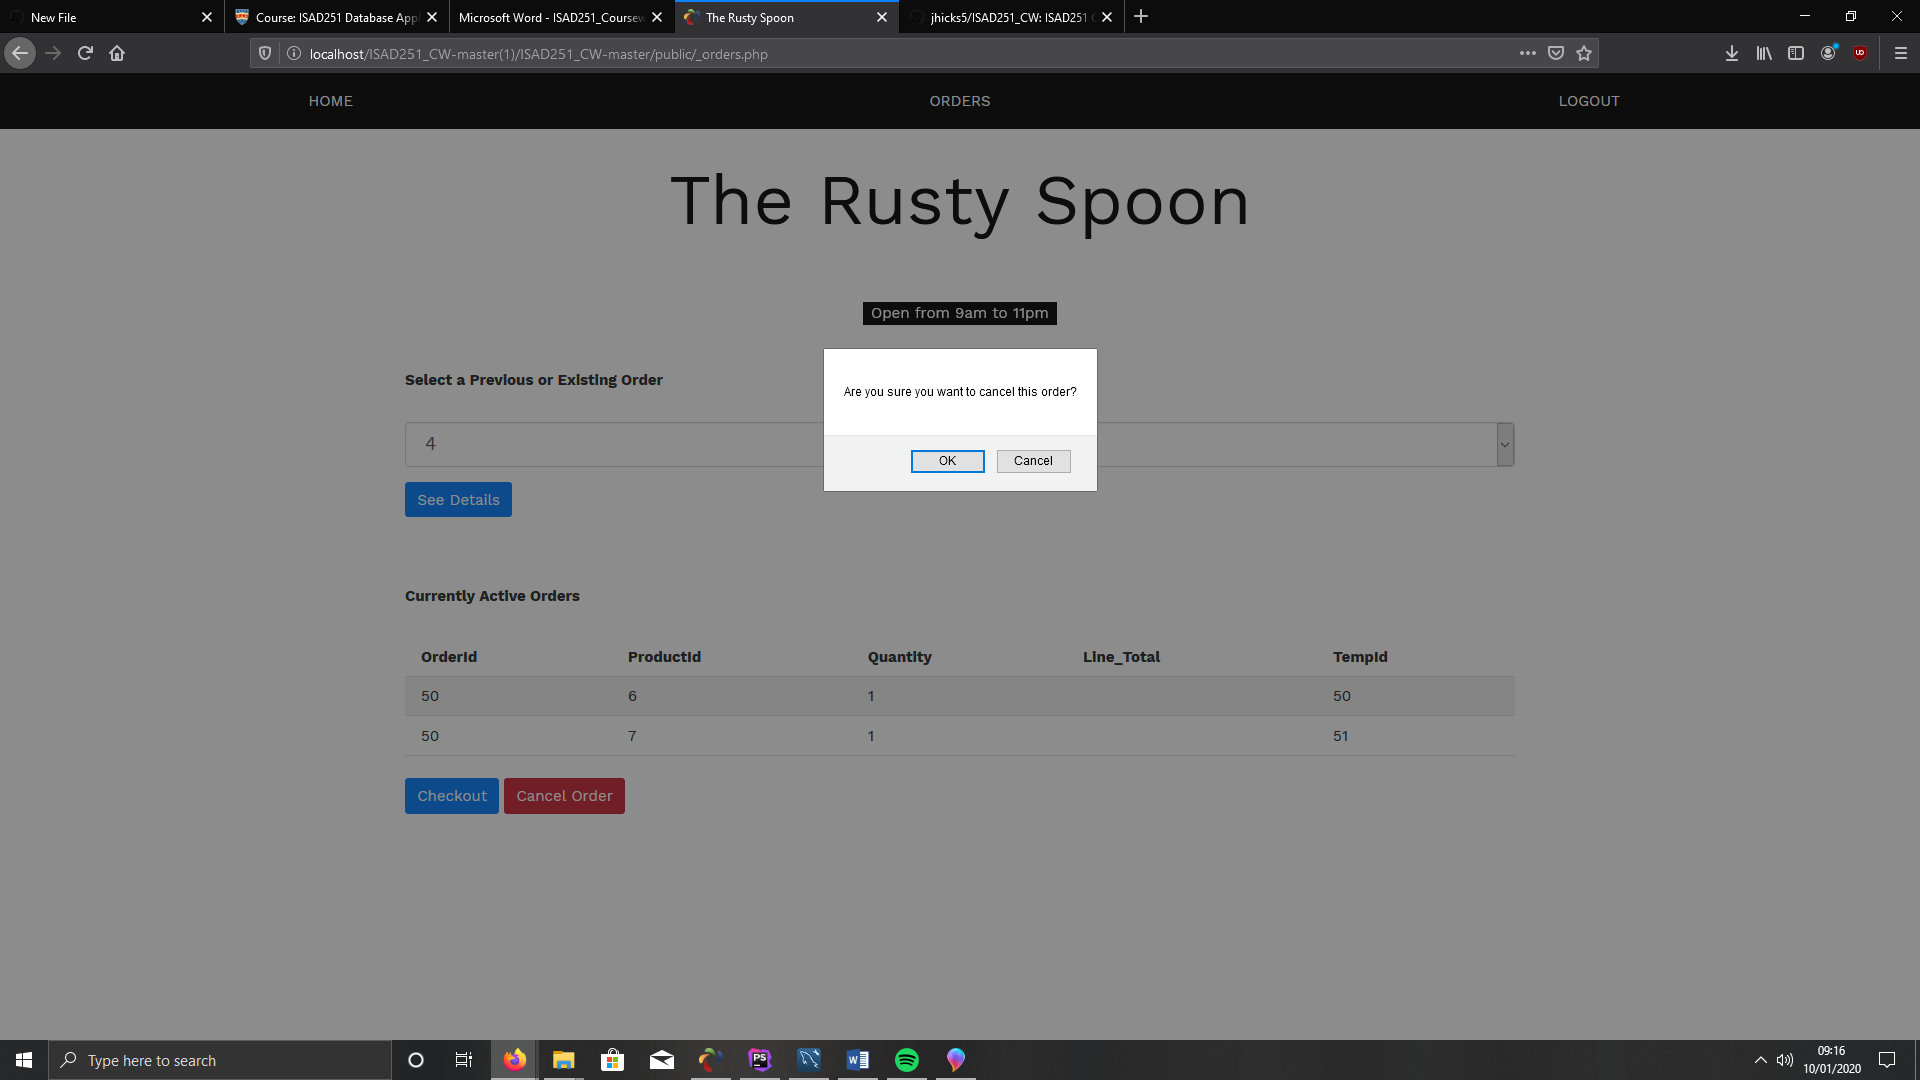 New File
Course: ISAD251 Database Appl
Microsoft Word - ISAD251_Coursew
The Rusty Spoon
jhicks5/ISAD251_CW: ISAD251 C
localhost/ISAD251_CW-master(1)/ISAD251_CW-master/public/_orders.php
HOME
ORDERS
LOGOUT
The Rusty Spoon
Open from 9am to 11pm
Are you sure you want to cancel this order?
OK Cancel
Select a Previous or Existing Order
4
See Details
Currently Active Orders
OrderId ProductId Quantity Line_Total TempId
50 6 1 50
50 7 1 51
Checkout Cancel Order
Type here to search
PS
W
09:16
10/01/2020